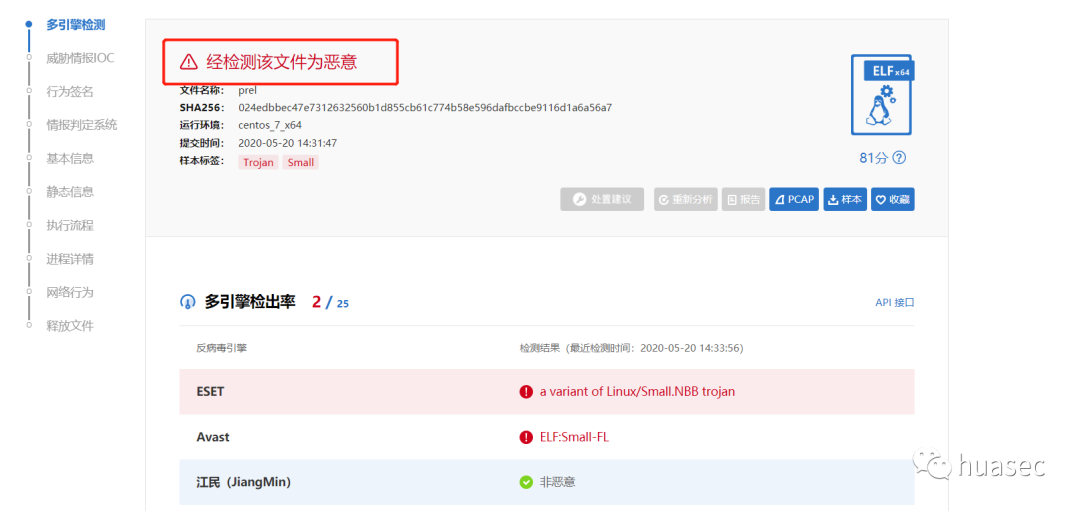 多引擎检测
威胁情报IOC
行为签名
情报判定系统
基本信息
静态信息
执行流程
进程详情
网络行为
释放文件
经检测该文件为恶意
文件名称: prel
SHA256: 024edbbec47e7312632560b1d855cb61c774b58e596dafbccbe9116d1a6a56a7
运行环境: centos_7_x64
提交时间: 2020-05-20 14:31:47
样本标签: Trojan Small
ELF x64
81分
处置建议 重新分析 报告 PCAP 样本 收藏
多引擎检出率 2 / 25
API 接口
反病毒引擎 检测结果 (最近检测时间: 2020-05-20 14:33:56)
ESET a variant of Linux/Small.NBB trojan
Avast ELF:Small-FL
江民 (JiangMin) 非恶意
huasec